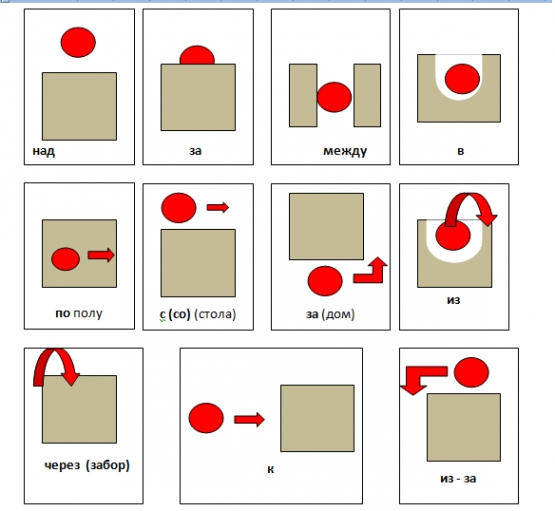 над
за
между
в
по полу
с (со) (стола)
за (дом)
из
через (забор)
к
из - за